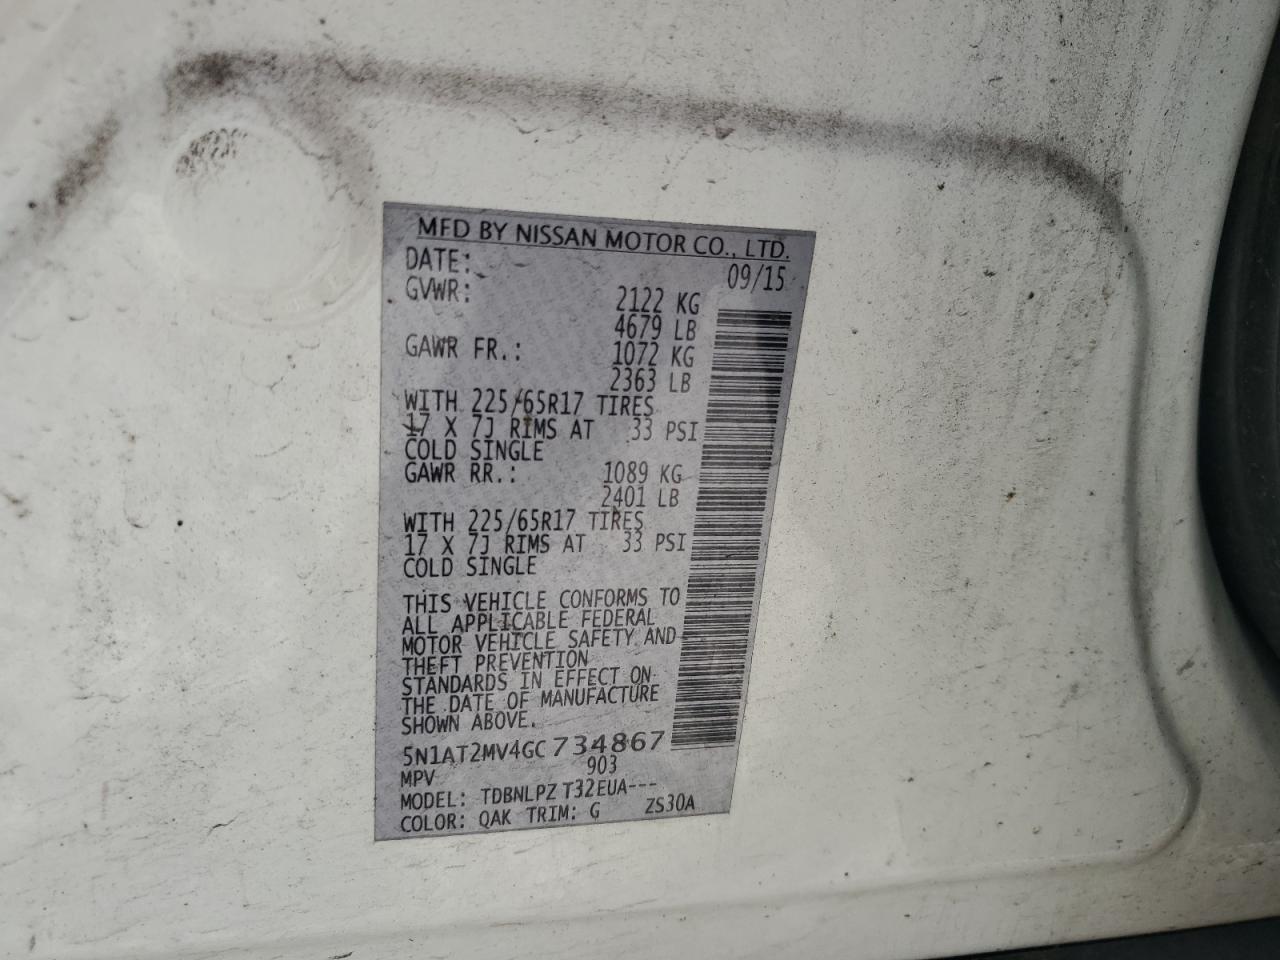 MFD BY NISSAN MOTOR CO., LTD.
DATE: 09/15
GVWR: 2122 KG
4679 LB
GAWR FR.: 1072 KG
2363 LB
WITH 225/65R17 TIRES
17 X 7J RIMS AT 33 PSI
COLD SINGLE
GAWR RR.: 1089 KG
2401 LB
WITH 225/65R17 TIRES
17 X 7J RIMS AT 33 PSI
COLD SINGLE
THIS VEHICLE CONFORMS TO
ALL APPLICABLE FEDERAL
MOTOR VEHICLE SAFETY AND
THEFT PREVENTION
STANDARDS IN EFFECT ON
THE DATE OF MANUFACTURE
SHOWN ABOVE.
5N1AT2MV4GC734867
MPV 903
MODEL: TDBNLPZ T32EUA---
COLOR: QAK TRIM: G ZS30A